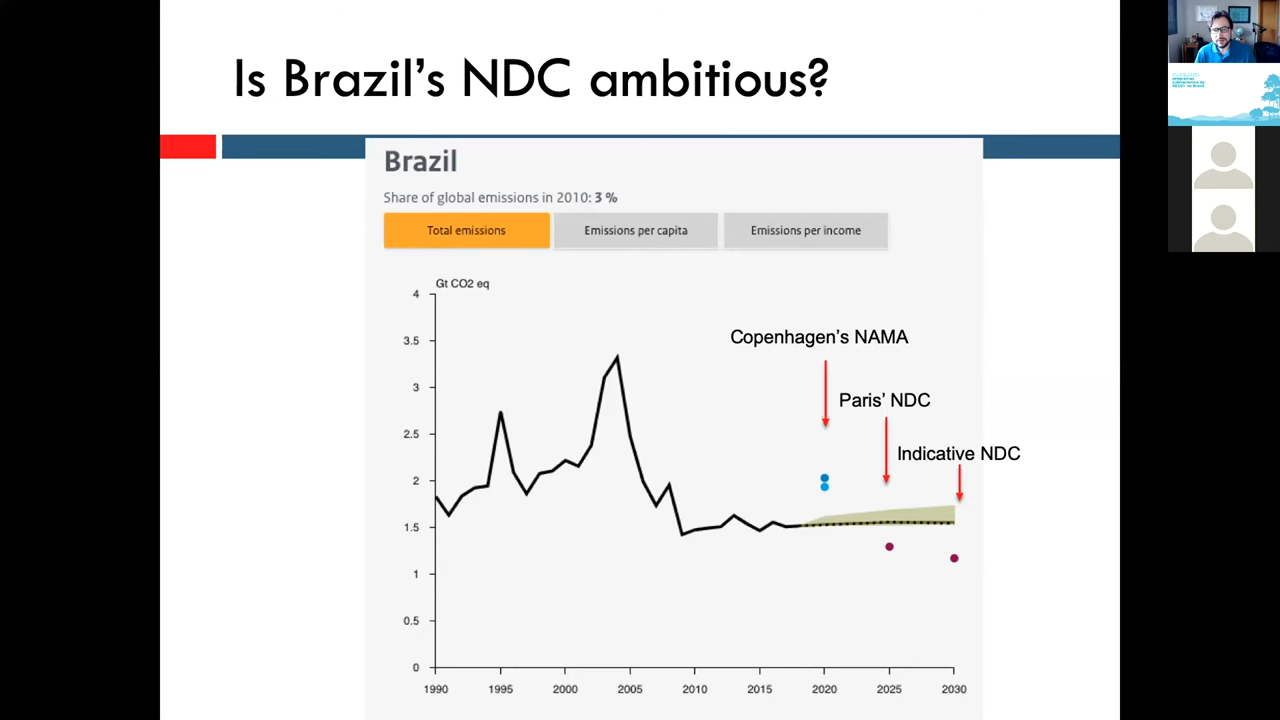 Is Brazil's NDC ambitious?
Brazil
Share of global emissions in 2010: 3 %
Total emissions
Emissions per capita
Emissions per income
Gt CO2 eq
4
3.5
3
2.5
2
1.5
1
0.5
0
Copenhagen's NAMA
Paris' NDC
Indicative NDC
1990 1995 2000 2005 2010 2015 2020 2025 2030